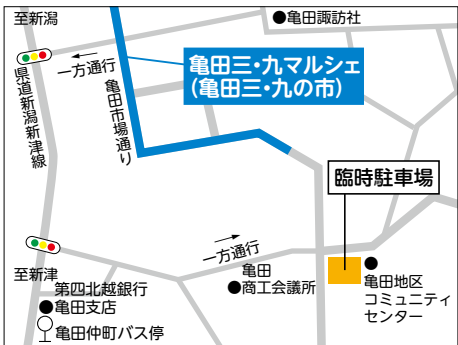 至新潟
●亀田諏訪社
一方通行
亀田三・九マルシェ
(亀田三・九の市)
県道新潟新津線
亀田市場通り
臨時駐車場
一方通行
至新津
亀田
●商工会議所
●
亀田地区
コミュニティ
センター
第四北越銀行
●亀田支店
亀田仲町バス停